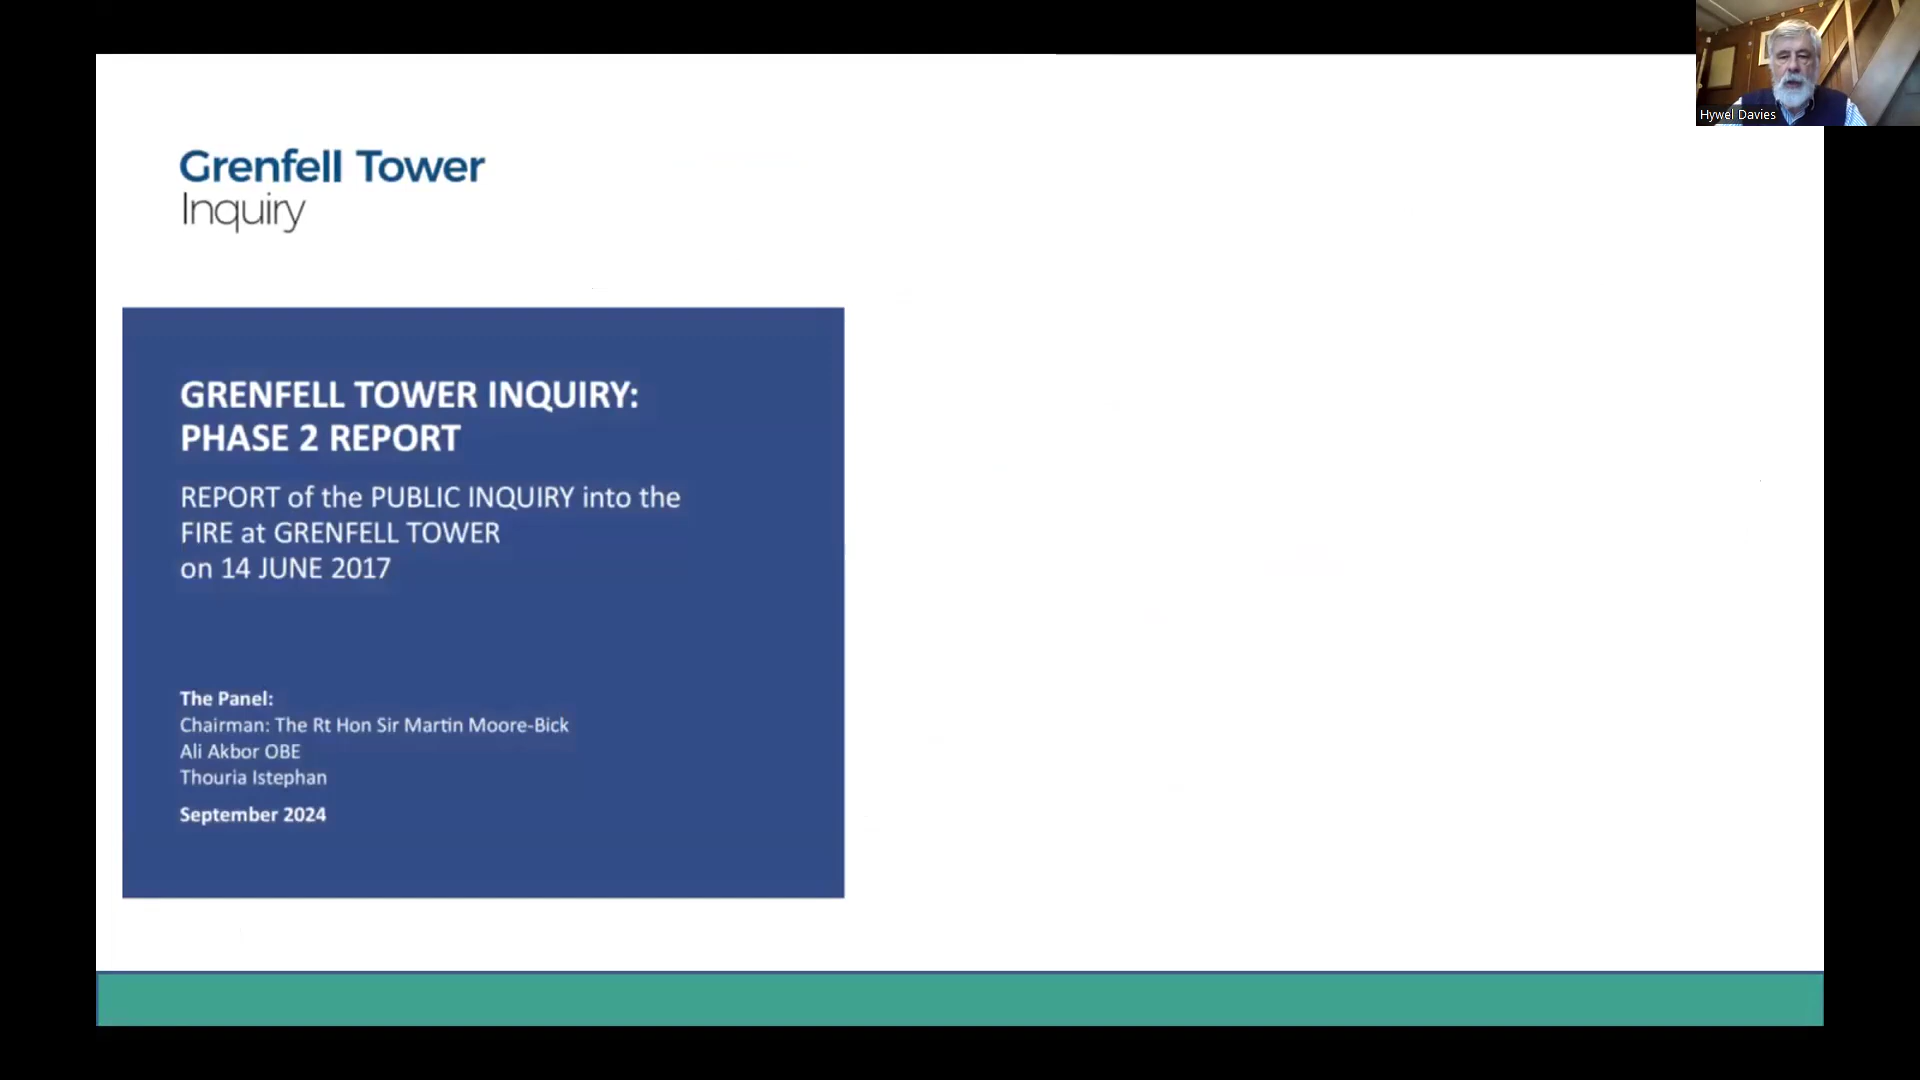 Hywel Davies
Grenfell Tower
Inquiry
GRENFELL TOWER INQUIRY:
PHASE 2 REPORT
REPORT of the PUBLIC INQUIRY into the
FIRE at GRENFELL TOWER
on 14 JUNE 2017
The Panel:
Chairman: The Rt Hon Sir Martin Moore-Bick
Ali Akbor OBE
Thouria Istephan
September 2024